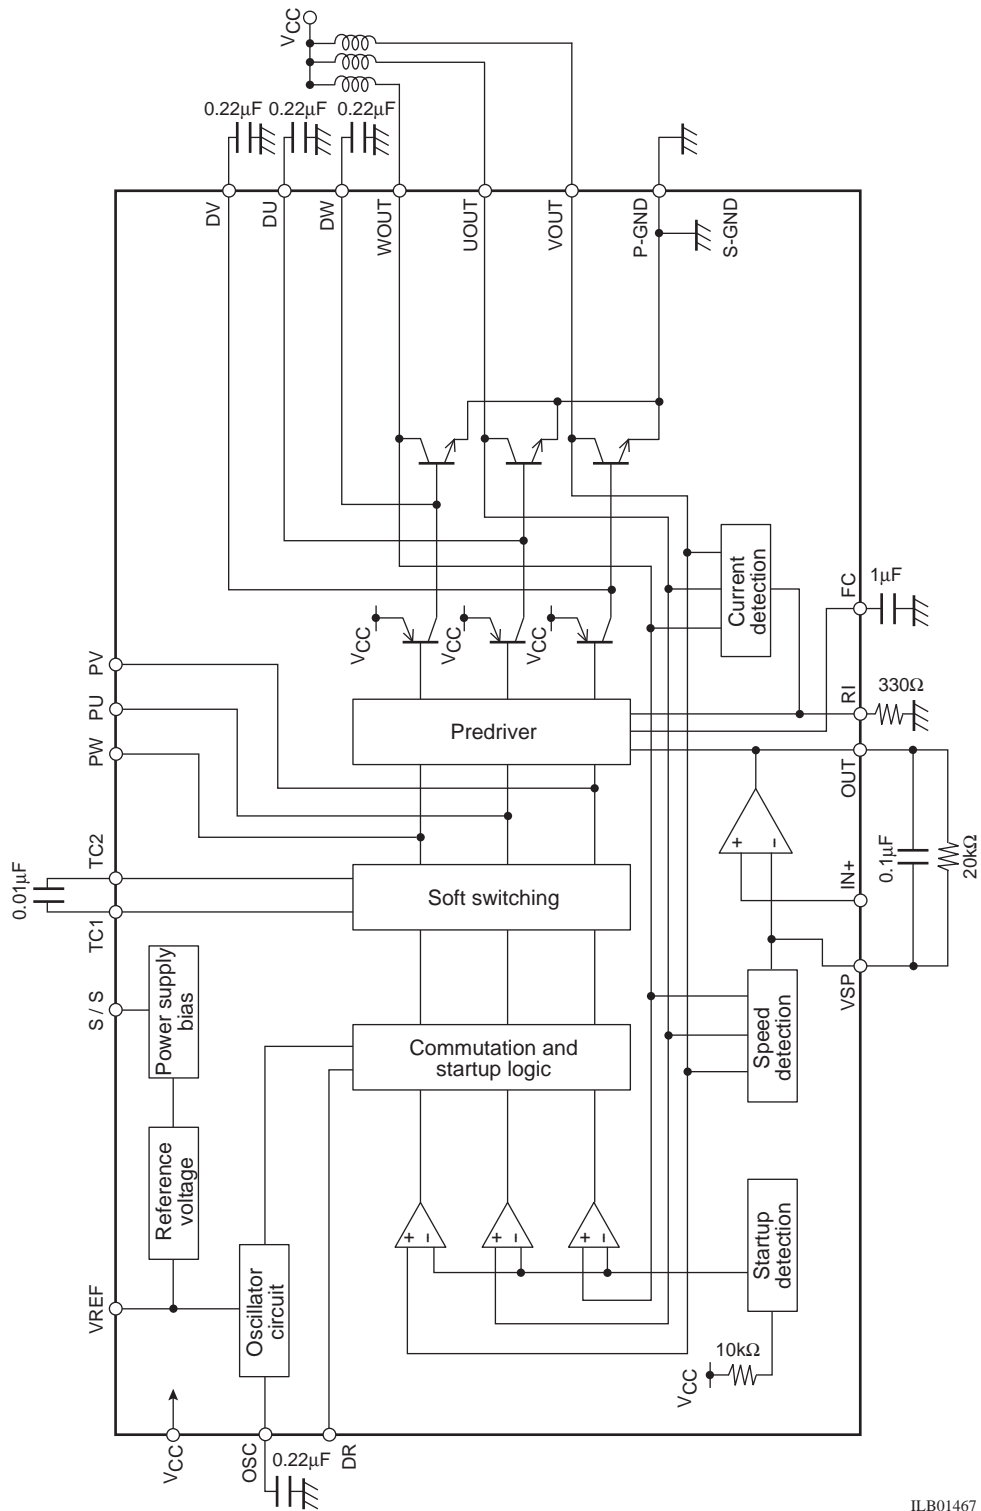 VCC
0.22µF
0.22µF
0.22µF
DV
DU
DW
WOUT
UOUT
VOUT
P-GND
S-GND
PV
PU
PW
TC2
TC1
0.01µF
S / S
VREF
VCC
OSC
0.22µF
DR
Power supply
bias
Reference
voltage
Oscillator
circuit
VCC
VCC
VCC
Predriver
Soft switching
Commutation and
startup logic
+
–
+
–
+
–
Current
detection
FC
1µF
RI
330Ω
OUT
+
–
IN+
0.1µF
20kΩ
VSP
Speed
detection
Startup
detection
10kΩ
VCC
ILB01467